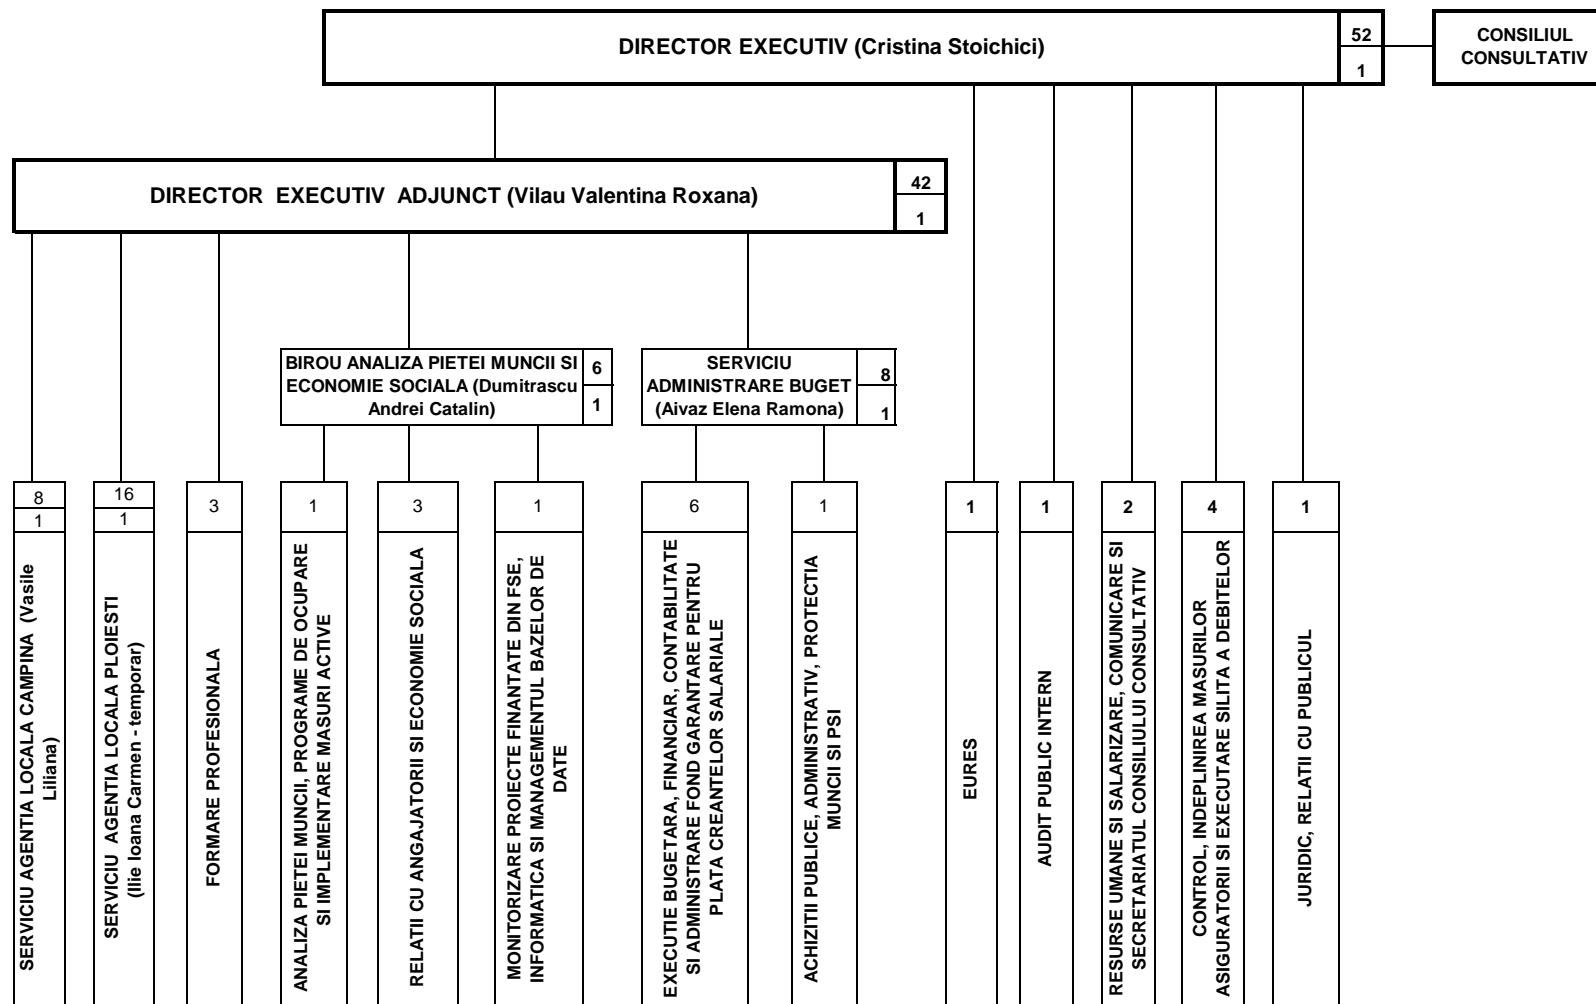 DIRECTOR EXECUTIV (Cristina Stoichici)
52
1
CONSILIUL
CONSULTATIV
DIRECTOR EXECUTIV ADJUNCT (Vilau Valentina Roxana)
42
1
BIROU ANALIZA PIETEI MUNCII SI
ECONOMIE SOCIALA (Dumitrascu
Andrei Catalin)
6
1
SERVICIU
ADMINISTRARE BUGET
(Aivaz Elena Ramona)
8
1
8
1
SERVICIU AGENTIA LOCALA CAMPINA (Vasile
Liliana)
16
1
SERVICIU AGENTIA LOCALA PLOIESTI
(Ilie Ioana Carmen - temporar)
3
FORMARE PROFESIONALA
1
ANALIZA PIETEI MUNCII, PROGRAME DE OCUPARE
SI IMPLEMENTARE MASURI ACTIVE
3
RELATII CU ANGAJATORII SI ECONOMIE SOCIALA
1
MONITORIZARE PROIECTE FINANTATE DIN FSE,
INFORMATICA SI MANAGEMENTUL BAZELOR DE
DATE
6
EXECUTIE BUGETARA, FINANCIAR, CONTABILITATE
SI ADMINISTRARE FOND GARANTARE PENTRU
PLATA CREANTELOR SALARIALE
1
ACHIZITII PUBLICE, ADMINISTRATIV, PROTECTIA
MUNCII SI PSI
1
EURES
1
AUDIT PUBLIC INTERN
2
RESURSE UMANE SI SALARIZARE, COMUNICARE SI
SECRETARIATUL CONSILIULUI CONSULTATIV
4
CONTROL, INDEPLINIREA MASURILOR
ASIGURATORII SI EXECUTARE SILITA A DEBITELOR
1
JURIDIC, RELATII CU PUBLICUL